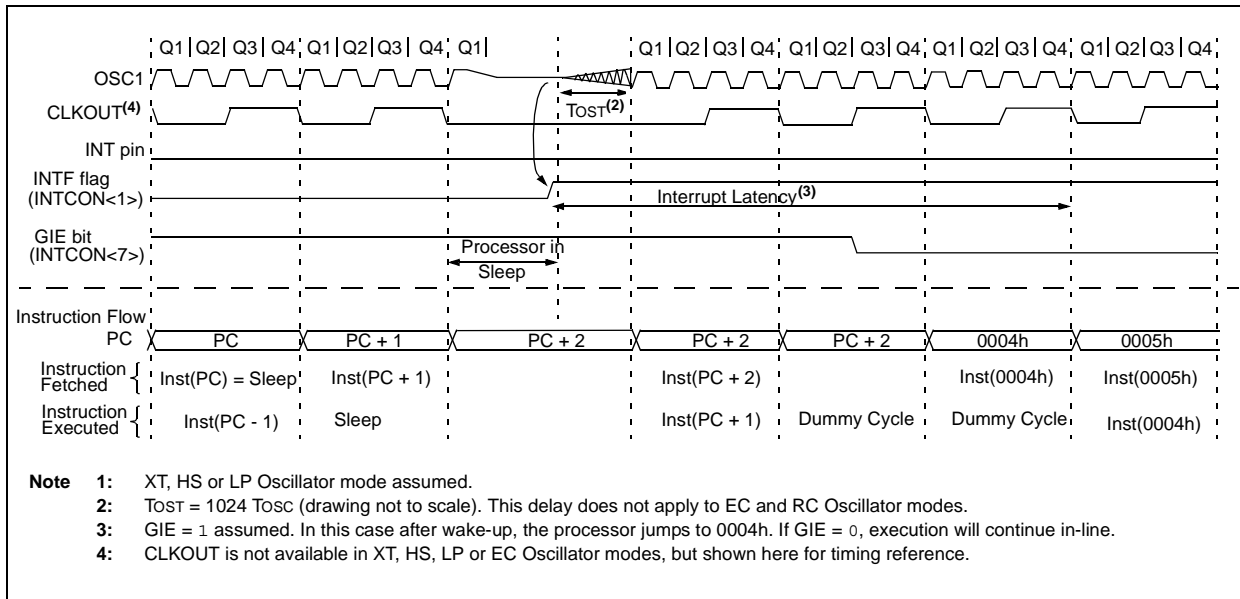 Q1 Q2 Q3 Q4 Q1 Q2 Q3 Q4 Q1 Q1 Q2 Q3 Q4 Q1 Q2 Q3 Q4 Q1 Q2 Q3 Q4 Q1 Q2 Q3 Q4
OSC1
CLKOUT(4)
TOST(2)
INT pin
INTF flag
(INTCON<1>)
Interrupt Latency(3)
GIE bit
(INTCON<7>)
Processor in
Sleep
Instruction Flow
PC PC PC + 1 PC + 2 PC + 2 PC + 2 0004h 0005h
Instruction
Fetched
Inst(PC) = Sleep Inst(PC + 1) Inst(PC + 2) Inst(0004h) Inst(0005h)
Instruction
Executed
Inst(PC - 1) Sleep Inst(PC + 1) Dummy Cycle Dummy Cycle Inst(0004h)
Note 1: XT, HS or LP Oscillator mode assumed.
2: TOST = 1024 TOSC (drawing not to scale). This delay does not apply to EC and RC Oscillator modes.
3: GIE = 1 assumed. In this case after wake-up, the processor jumps to 0004h. If GIE = 0, execution will continue in-line.
4: CLKOUT is not available in XT, HS, LP or EC Oscillator modes, but shown here for timing reference.